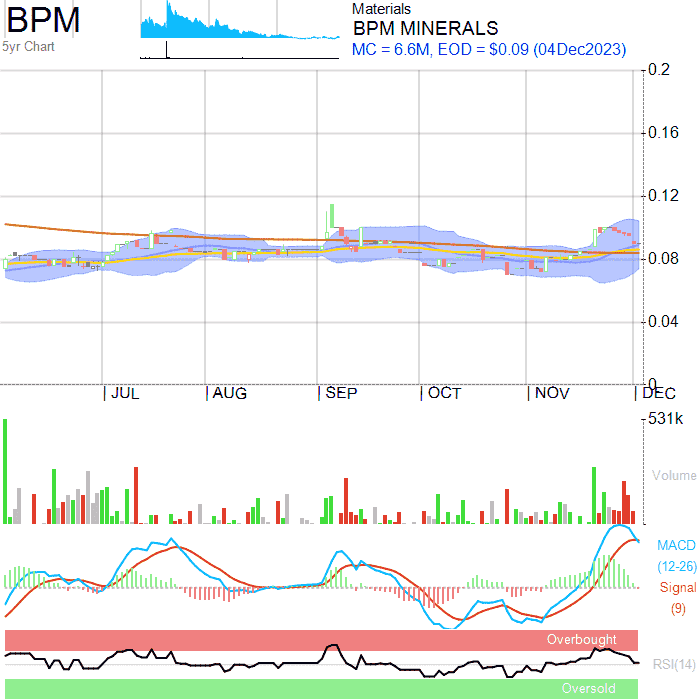 BPM
5yr Chart
Materials
BPM MINERALS
MC = 6.6M, EOD = $0.09 (04Dec2023)
0.2
0.16
0.12
0.08
0.04
0
JUL
AUG
SEP
OCT
NOV
DEC
531k
Volume
MACD
(12-26)
Signal
(9)
Overbought
RSI(14)
Oversold